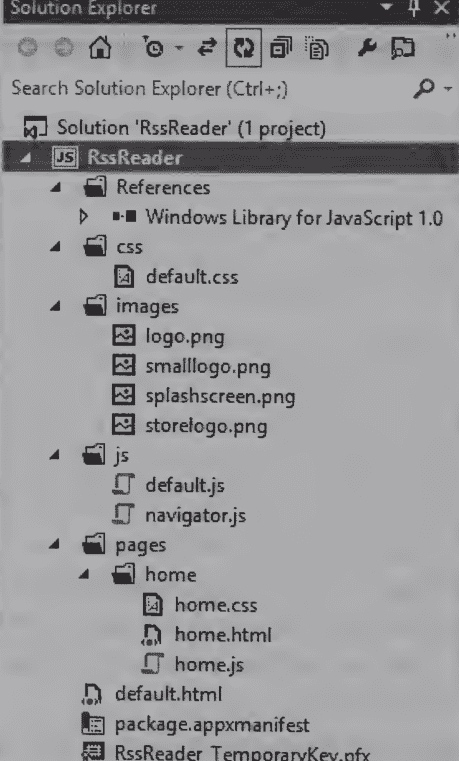 Solution Explorer
Search Solution Explorer (Ctrl+;)
Solution 'RssReader' (1 project)
JS RssReader
References
Windows Library for JavaScript 1.0
css
default.css
images
logo.png
smalllogo.png
splashscreen.png
storelogo.png
js
default.js
navigator.js
pages
home
home.css
home.html
home.js
default.html
package.appxmanifest
RssReader_TemporaryKey.pfx